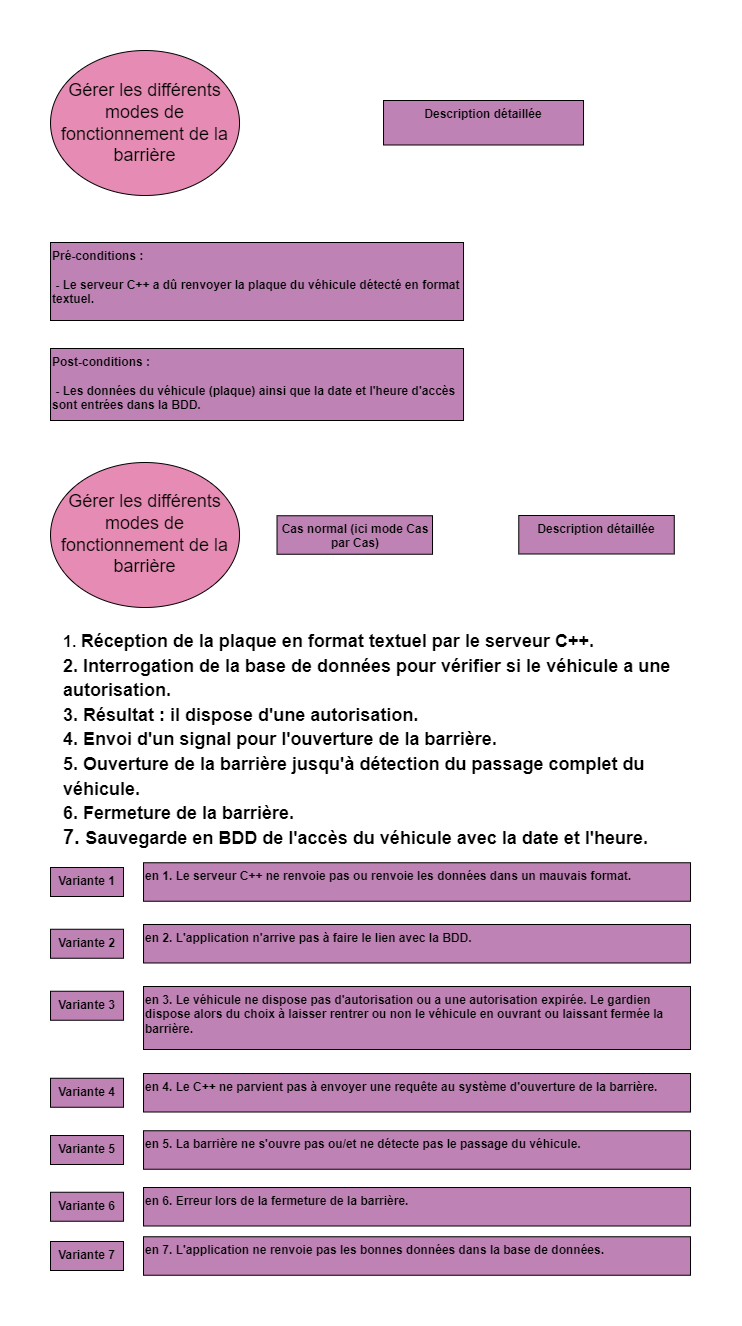 Gérer les différents
modes de
fonctionnement de la
barrière
Description détaillée
Pré-conditions :
- Le serveur C++ a dû renvoyer la plaque du véhicule détecté en format
textuel.
Post-conditions :
- Les données du véhicule (plaque) ainsi que la date et l'heure d'accès
sont entrées dans la BDD.
Gérer les différents
modes de
fonctionnement de la
barrière
Cas normal (ici mode Cas
par Cas)
Description détaillée
1. Réception de la plaque en format textuel par le serveur C++.
2. Interrogation de la base de données pour vérifier si le véhicule a une
autorisation.
3. Résultat : il dispose d'une autorisation.
4. Envoi d'un signal pour l'ouverture de la barrière.
5. Ouverture de la barrière jusqu'à détection du passage complet du
véhicule.
6. Fermeture de la barrière.
7. Sauvegarde en BDD de l'accès du véhicule avec la date et l'heure.
Variante 1
en 1. Le serveur C++ ne renvoie pas ou renvoie les données dans un mauvais format.
Variante 2
en 2. L'application n'arrive pas à faire le lien avec la BDD.
Variante 3
en 3. Le véhicule ne dispose pas d'autorisation ou a une autorisation expirée. Le gardien
dispose alors du choix à laisser rentrer ou non le véhicule en ouvrant ou laissant fermée la
barrière.
Variante 4
en 4. Le C++ ne parvient pas à envoyer une requête au système d'ouverture de la barrière.
Variante 5
en 5. La barrière ne s'ouvre pas ou/et ne détecte pas le passage du véhicule.
Variante 6
en 6. Erreur lors de la fermeture de la barrière.
Variante 7
en 7. L'application ne renvoie pas les bonnes données dans la base de données.